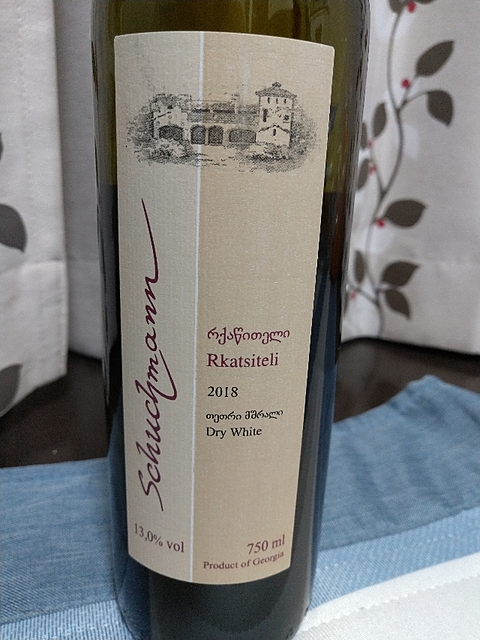 Schuchmann
რქაწითელი
Rkatsiteli
2018
თეთრი მშრალი
Dry White
13,0% vol
750 ml
Product of Georgia